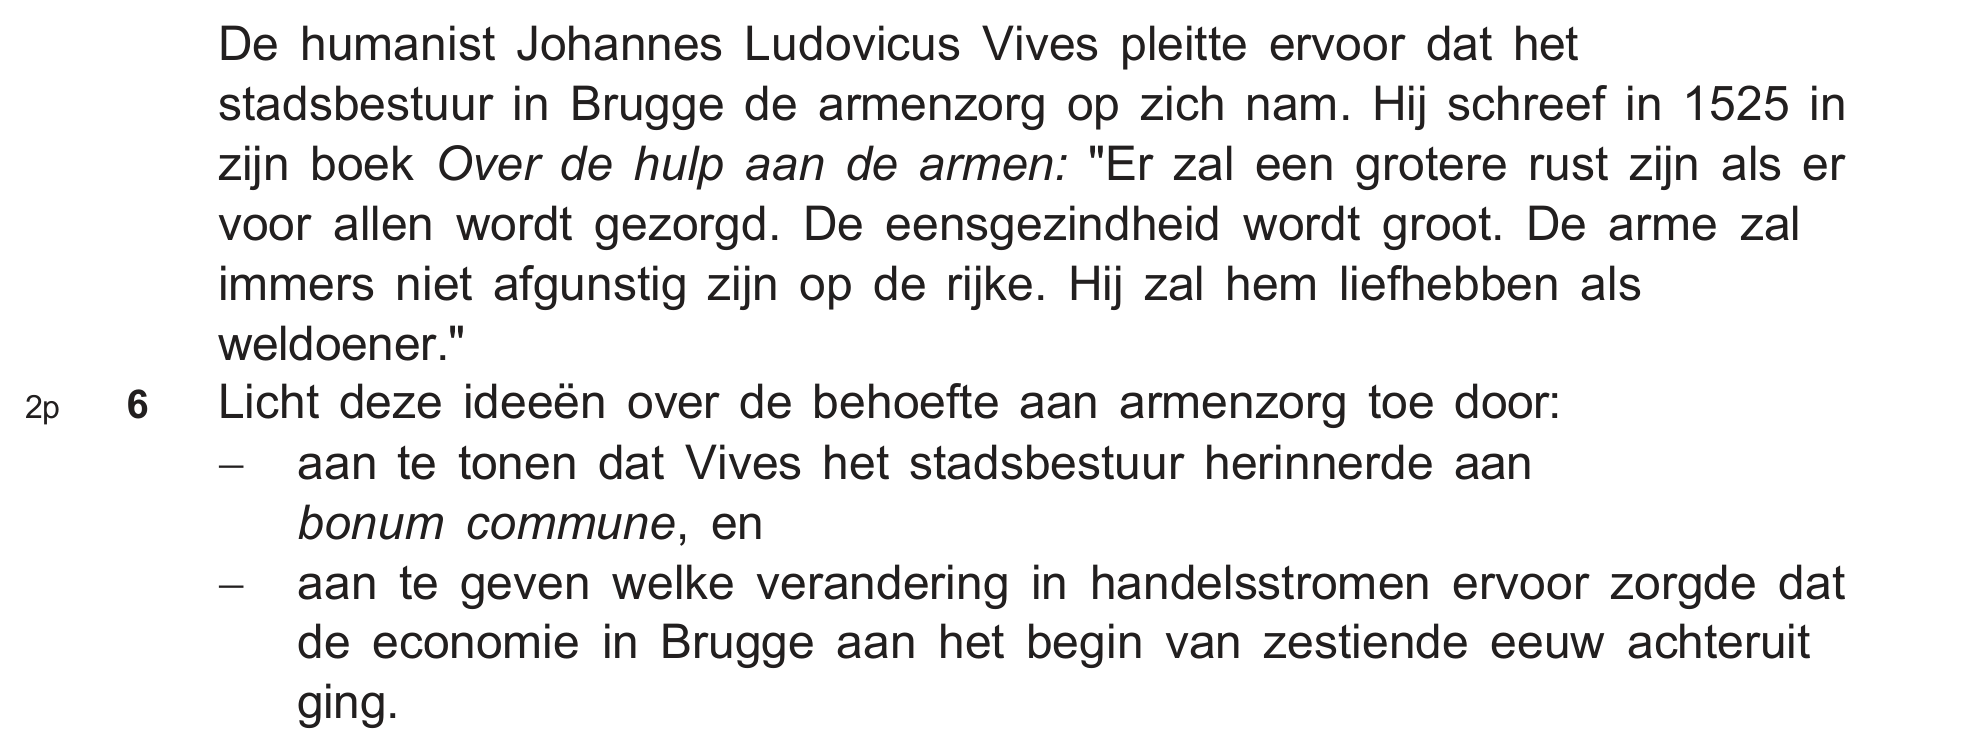 De humanist Johannes Ludovicus Vives pleitte ervoor dat het
stadsbestuur in Brugge de armenzorg op zich nam. Hij schreef in 1525 in
zijn boek Over de hulp aan de armen: "Er zal een grotere rust zijn als er
voor allen wordt gezorgd. De eensgezindheid wordt groot. De arme zal
immers niet afgunstig zijn op de rijke. Hij zal hem liefhebben als
weldoener."
2p 6 Licht deze ideeën over de behoefte aan armenzorg toe door:
– aan te tonen dat Vives het stadsbestuur herinnerde aan
bonum commune, en
– aan te geven welke verandering in handelsstromen ervoor zorgde dat
de economie in Brugge aan het begin van zestiende eeuw achteruit
ging.